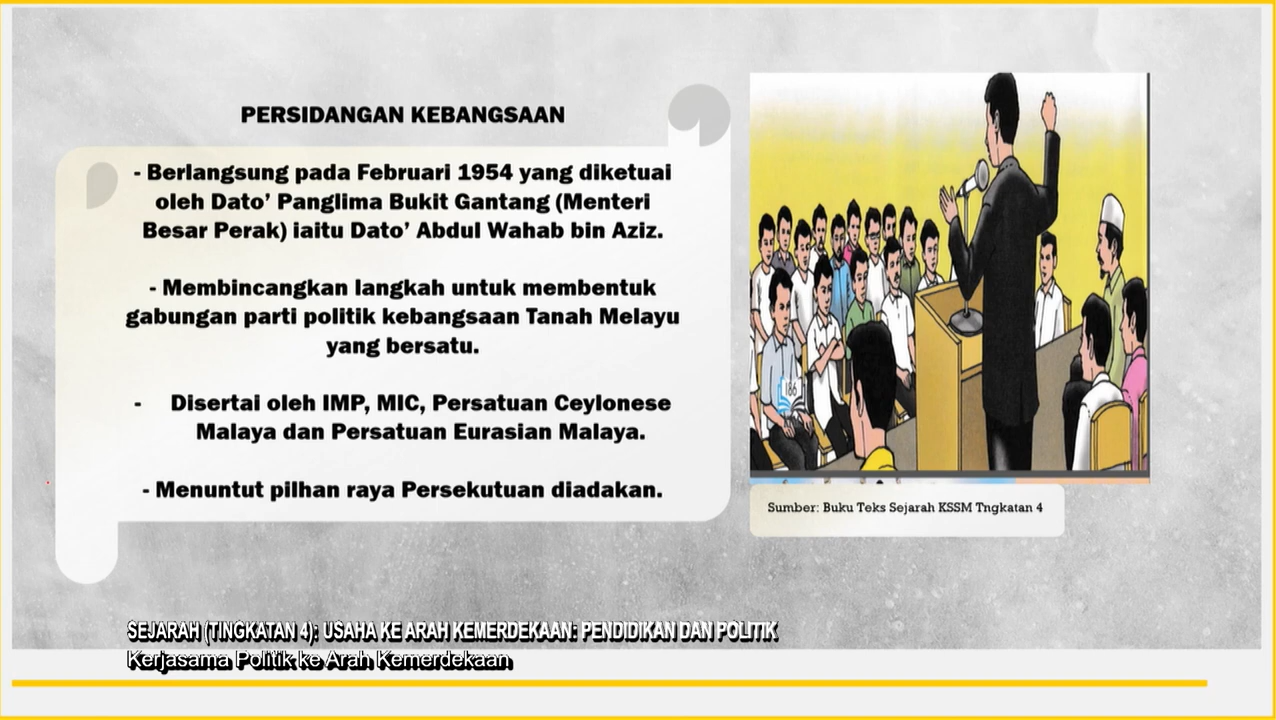 PERSIDANGAN KEBANGSAAN
- Berlangsung pada Februari 1954 yang diketuai
oleh Dato’ Panglima Bukit Gantang (Menteri
Besar Perak) iaitu Dato’ Abdul Wahab bin Aziz.
- Membincangkan langkah untuk membentuk
gabungan parti politik kebangsaan Tanah Melayu
yang bersatu.
- Disertai oleh IMP, MIC, Persatuan Ceylonese
Malaya dan Persatuan Eurasian Malaya.
- Menuntut pilhan raya Persekutuan diadakan.
186
Sumber: Buku Teks Sejarah KSSM Tngkatan 4
SEJARAH (TINGKATAN 4): USAHA KE ARAH KEMERDEKAAN: PENDIDIKAN DAN POLITIK
Kerjasama Politik ke Arah Kemerdekaan